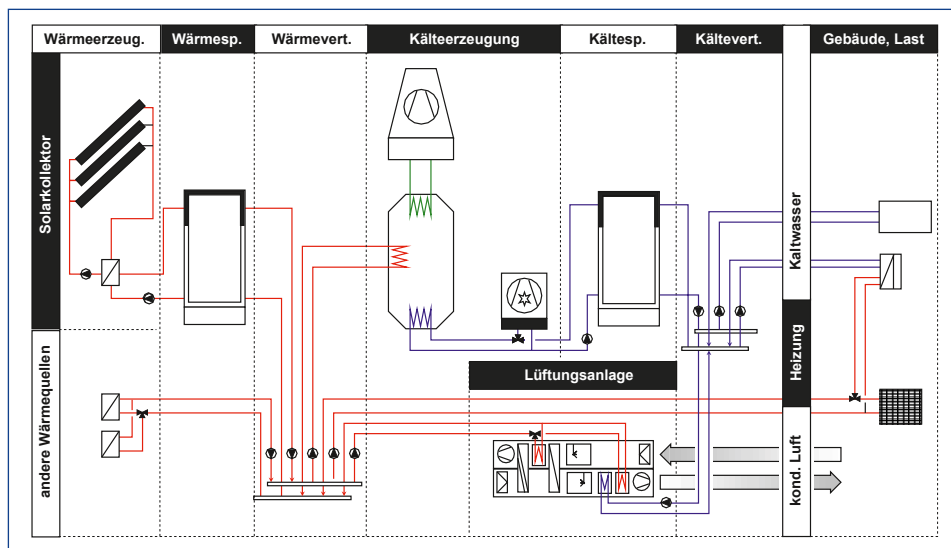 Wärmeerzeug.
Wärmesp.
Wärmevert.
Kälteerzeugung
Kältesp.
Kältevert.
Gebäude, Last
Solarkollektor
Kaltwasser
Heizung
Lüftungsanlage
andere Wärmequellen
kond. Luft